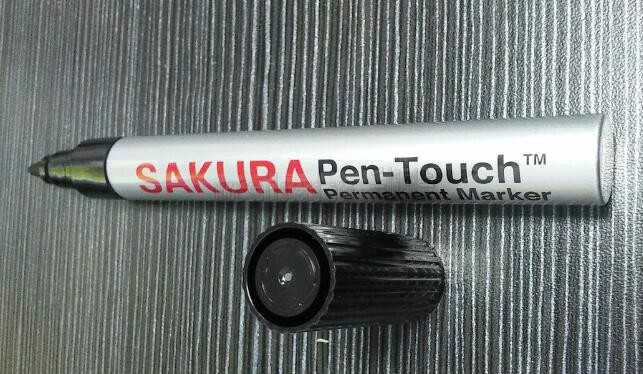 SAKURA Pen-Touch™
Permanent Marker